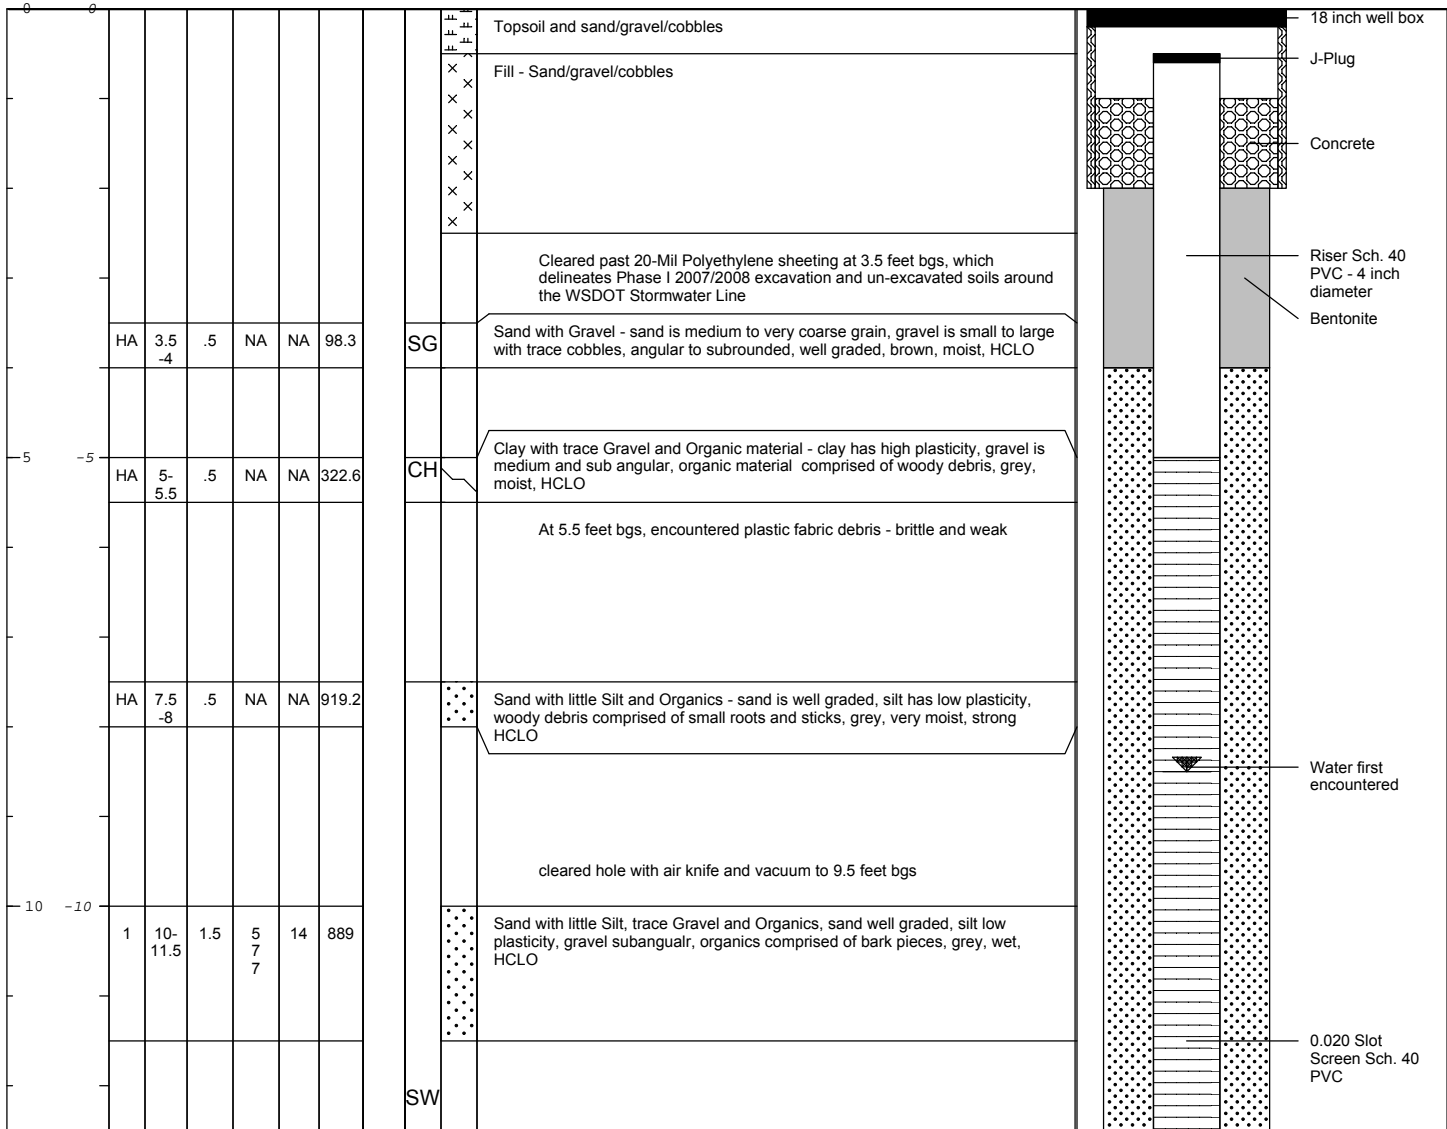 0 0
Topsoil and sand/gravel/cobbles
18 inch well box
Fill - Sand/gravel/cobbles
J-Plug
Concrete
Cleared past 20-Mil Polyethylene sheeting at 3.5 feet bgs, which
delineates Phase I 2007/2008 excavation and un-excavated soils around
the WSDOT Stormwater Line
Riser Sch. 40
PVC - 4 inch
diameter
Bentonite
HA 3.5 .5 NA NA 98.3
-4
SG
Sand with Gravel - sand is medium to very coarse grain, gravel is small to large
with trace cobbles, angular to subrounded, well graded, brown, moist, HCLO
5 -5
HA 5- .5 NA NA 322.6
5.5
CH
Clay with trace Gravel and Organic material - clay has high plasticity, gravel is
medium and sub angular, organic material comprised of woody debris, grey,
moist, HCLO
At 5.5 feet bgs, encountered plastic fabric debris - brittle and weak
HA 7.5 .5 NA NA 919.2
-8
Sand with little Silt and Organics - sand is well graded, silt has low plasticity,
woody debris comprised of small roots and sticks, grey, very moist, strong
HCLO
Water first
encountered
cleared hole with air knife and vacuum to 9.5 feet bgs
10 -10
1 10- 1.5 5 14 889
11.5 7
7
Sand with little Silt, trace Gravel and Organics, sand well graded, silt low
plasticity, gravel subangualr, organics comprised of bark pieces, grey, wet,
HCLO
0.020 Slot
Screen Sch. 40
PVC
SW